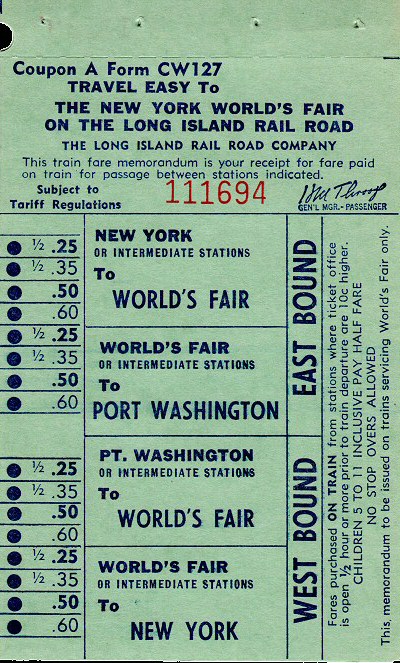 Coupon A Form CW127
TRAVEL EASY To
THE NEW YORK WORLD'S FAIR
ON THE LONG ISLAND RAIL ROAD
THE LONG ISLAND RAIL ROAD COMPANY
This train fare memorandum is your receipt for fare paid
on train for passage between stations indicated.
Subject to
Tariff Regulations
111694
GEN'L MGR.-PASSENGER
½ .25
½ .35
.50
.60
NEW YORK
OR INTERMEDIATE STATIONS
To
WORLD'S FAIR
½ .25
½ .35
.50
.60
WORLD'S FAIR
OR INTERMEDIATE STATIONS
To
PORT WASHINGTON
EAST BOUND
½ .25
½ .35
.50
.60
PT. WASHINGTON
OR INTERMEDIATE STATIONS
To
WORLD'S FAIR
½ .25
½ .35
.50
.60
WORLD'S FAIR
OR INTERMEDIATE STATIONS
To
NEW YORK
WEST BOUND
Fares purchased ON TRAIN from stations where ticket office
is open ½ hour or more prior to train departure are 10c higher.
CHILDREN 5 TO 11 INCLUSIVE PAY HALF FARE
NO STOP OVERS ALLOWED
This memorandum to be issued on trains servicing World's Fair only.